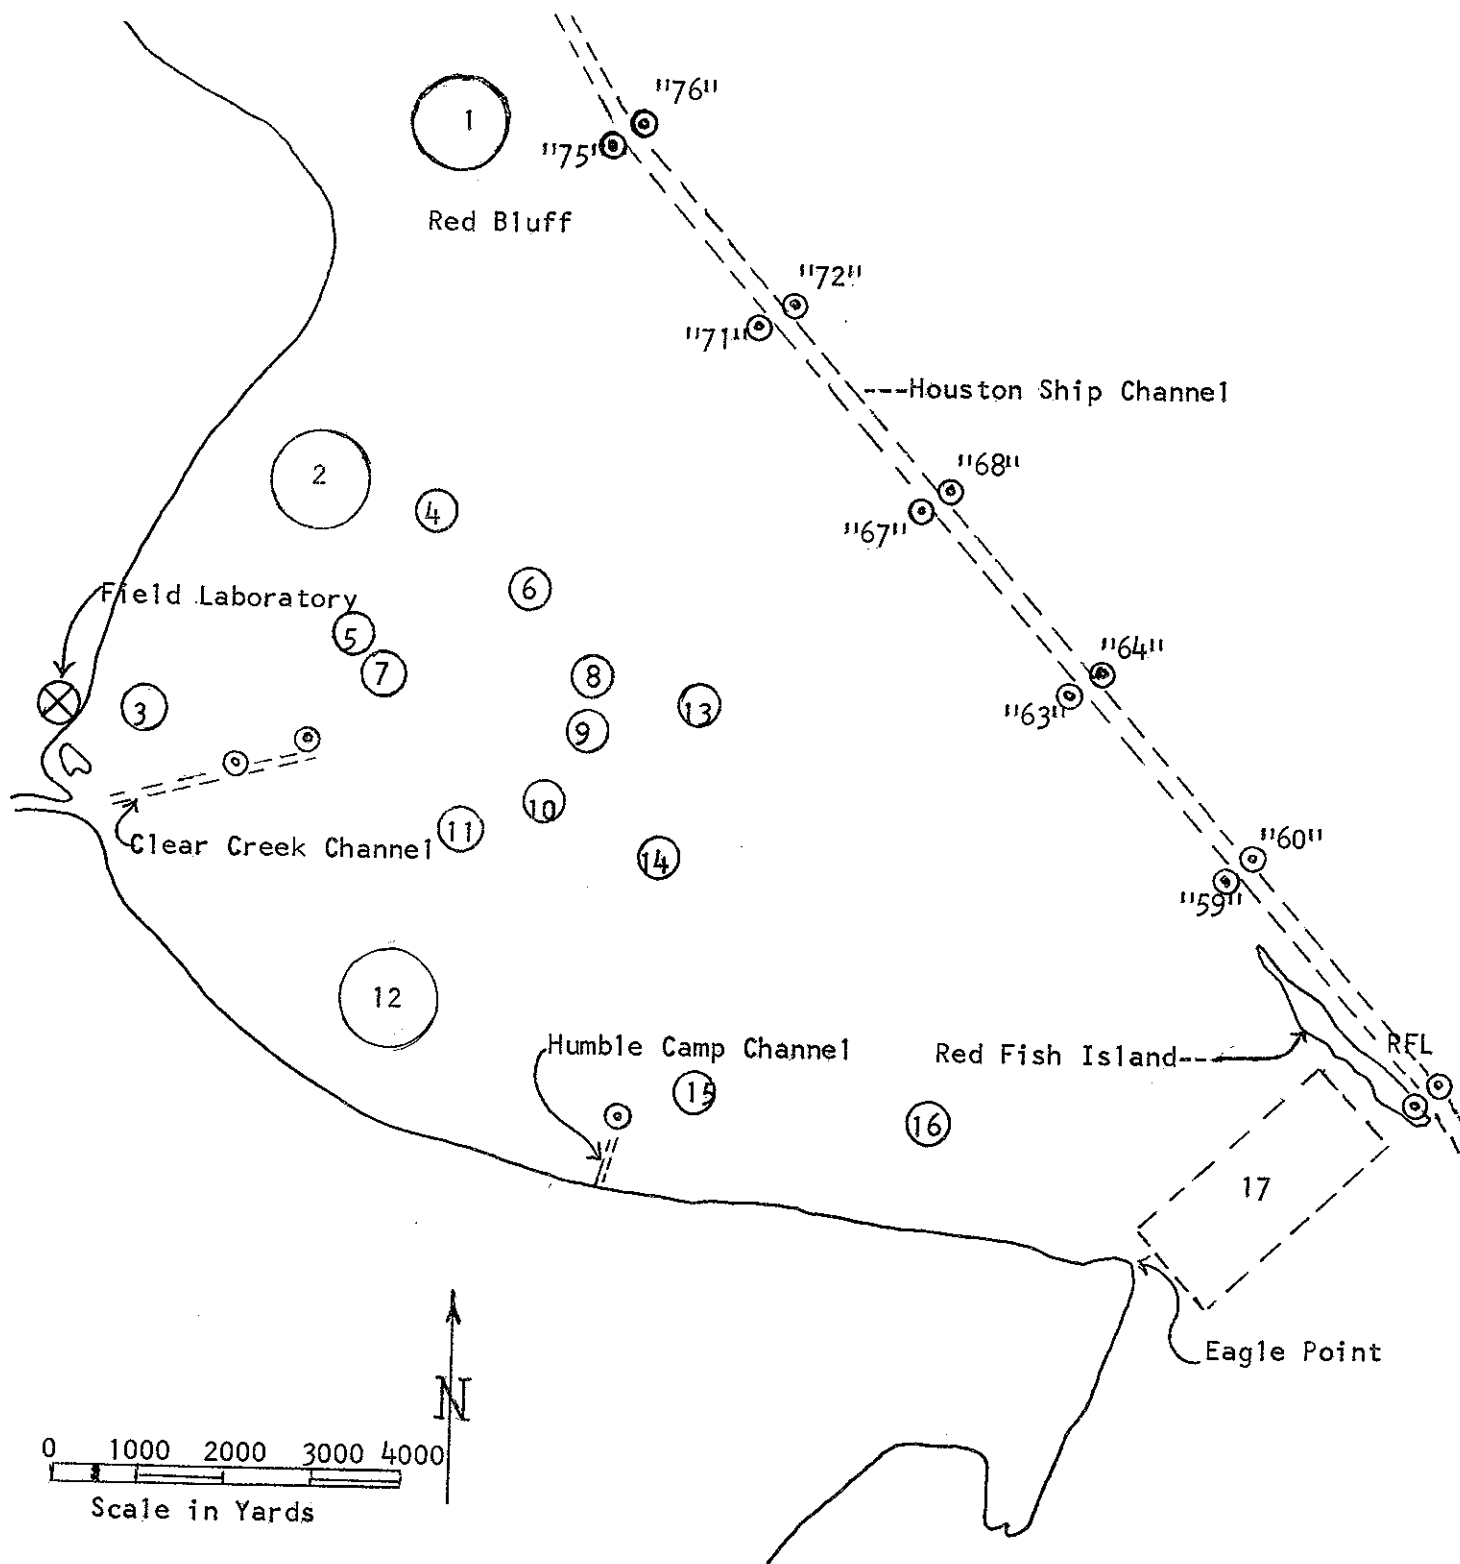 "76"
1
"75"
Red Bluff
"72"
"71"
---Houston Ship Channel
2
"68"
4
"67"
6
Field Laboratory
5
"64"
7
8
3
13
"63"
9
10
11
"60"
Clear Creek Channel
14
"59"
12
Humble Camp Channel
Red Fish Island---
RFL
15
16
17
Eagle Point
N
0 1000 2000 3000 4000
Scale in Yards